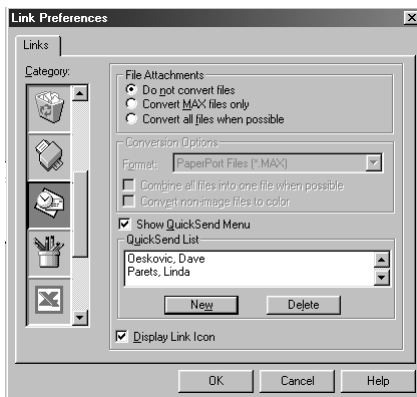 Link Preferences
Links
Category:
File Attachments
Do not convert files
Convert MAX files only
Convert all files when possible
Conversion Options
Format: PaperPort Files (*.MAX)
Combine all files into one file when possible
Convert non-image files to color
Show QuickSend Menu
QuickSend List
Oeskovic, Dave
Parets, Linda
New Delete
Display Link Icon
OK Cancel Help